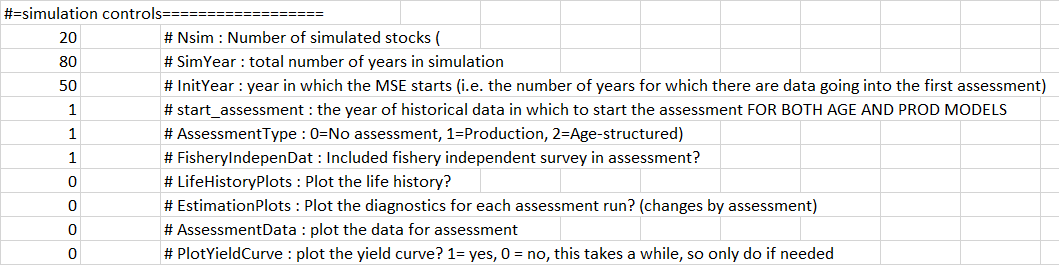 #=simulation controls==================
20 # Nsim : Number of simulated stocks (
80 # SimYear : total number of years in simulation
50 # InitYear : year in which the MSE starts (i.e. the number of years for which there are data going into the first assessment)
1 # start_assessment : the year of historical data in which to start the assessment FOR BOTH AGE AND PROD MODELS
1 # AssessmentType : 0=No assessment, 1=Production, 2=Age-structured)
1 # FisheryIndepenDat : Included fishery independent survey in assessment?
0 # LifeHistoryPlots : Plot the life history?
0 # EstimationPlots : Plot the diagnostics for each assessment run? (changes by assessment)
0 # AssessmentData : plot the data for assessment
0 # PlotYieldCurve : plot the yield curve? 1= yes, 0 = no, this takes a while, so only do if needed